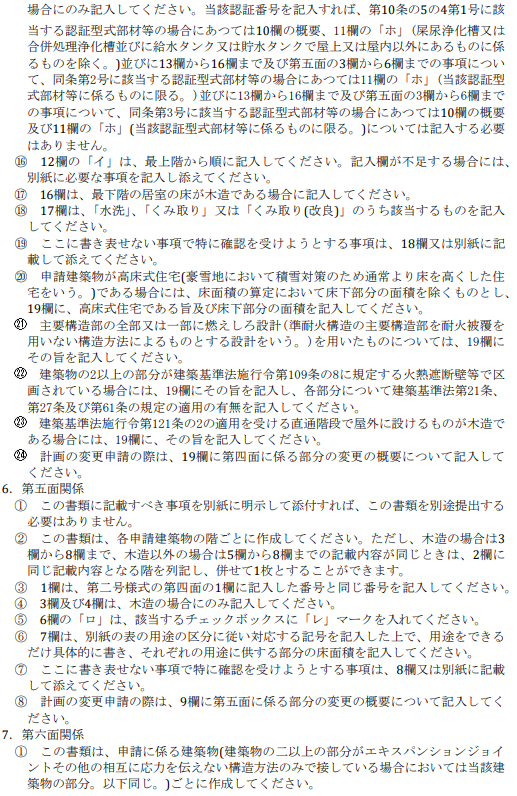 場合にのみ記入してください。当該認証番号を記入すれば、第10条の5の4第1号に該
当する認証型式部材等の場合にあつては10欄の概要、11欄の「ホ」(屎尿浄化槽又は
合併処理浄化槽並びに給水タンク又は貯水タンクで屋上又は屋内以外にあるものに係
るものを除く。)並びに13欄から16欄まで及び第五面の3欄から6欄までの事項につい
て、同条第2号に該当する認証型式部材等の場合にあつては11欄の「ホ」(当該認証型
式部材等に係るものに限る。)並びに13欄から16欄まで及び第五面の3欄から6欄まで
の事項について、同条第3号に該当する認証型式部材等の場合にあつては10欄の概要
及び11欄の「ホ」(当該認証型式部材等に係るものに限る。)については記入する必要
はありません。
⑯ 12欄の「イ」は、最上階から順に記入してください。記入欄が不足する場合には、
別紙に必要な事項を記入し添えてください。
⑰ 16欄は、最下階の居室の床が木造である場合に記入してください。
⑱ 17欄は、「水洗」、「くみ取り」又は「くみ取り(改良)」のうち該当するものを記入
してください。
⑲ ここに書き表せない事項で特に確認を受けようとする事項は、18欄又は別紙に記
載して添えてください。
⑳ 申請建築物が高床式住宅(豪雪地において積雪対策のため通常より床を高くした住
宅をいう。)である場合には、床面積の算定において床下部分の面積を除くものとし、
19欄に、高床式住宅である旨及び床下部分の面積を記入してください。
㉑ 主要構造部の全部又は一部に燃えしろ設計(準耐火構造の主要構造部を耐火被覆を
用いない構造方法によるものとする設計をいう。)を用いたものについては、19欄に
その旨を記入してください。
㉒ 建築物の2以上の部分が建築基準法施行令第109条の8に規定する火熱遮断壁等で区
画されている場合には、19欄にその旨を記入し、各部分について建築基準法第21条、
第27条及び第61条の規定の適用の有無を記入してください。
㉓ 建築基準法施行令第121条の2の適用を受ける直通階段で屋外に設けるものが木造で
ある場合には、19欄に、その旨を記入してください。
㉔ 計画の変更申請の際は、19欄に第四面に係る部分の変更の概要について記入して
ください。
6. 第五面関係
① この書類に記載すべき事項を別紙に明示して添付すれば、この書類を別途提出する
必要はありません。
② この書類は、各申請建築物の階ごとに作成してください。ただし、木造の場合は3
欄から8欄まで、木造以外の場合は5欄から8欄までの記載内容が同じときは、2欄に
同じ記載内容となる階を列記し、併せて1枚とすることができます。
③ 1欄は、第二号様式の第四面の1欄に記入した番号と同じ番号を記入してください。
④ 3欄及び4欄は、木造の場合にのみ記入してください。
⑤ 6欄の「ロ」は、該当するチェックボックスに「レ」マークを入れてください。
⑥ 7欄は、別紙の表の用途の区分に従い対応する記号を記入した上で、用途をできる
だけ具体的に書き、それぞれの用途に供する部分の床面積を記入してください。
⑦ ここに書き表せない事項で特に確認を受けようとする事項は、8欄又は別紙に記載
して添えてください。
⑧ 計画の変更申請の際は、9欄に第五面に係る部分の変更の概要について記入してく
ださい。
7. 第六面関係
① この書類は、申請に係る建築物(建築物の二以上の部分がエキスパンションジョイ
ントその他の相互に応力を伝えない構造方法のみで接している場合においては当該建
築物の部分。以下同じ。)ごとに作成してください。